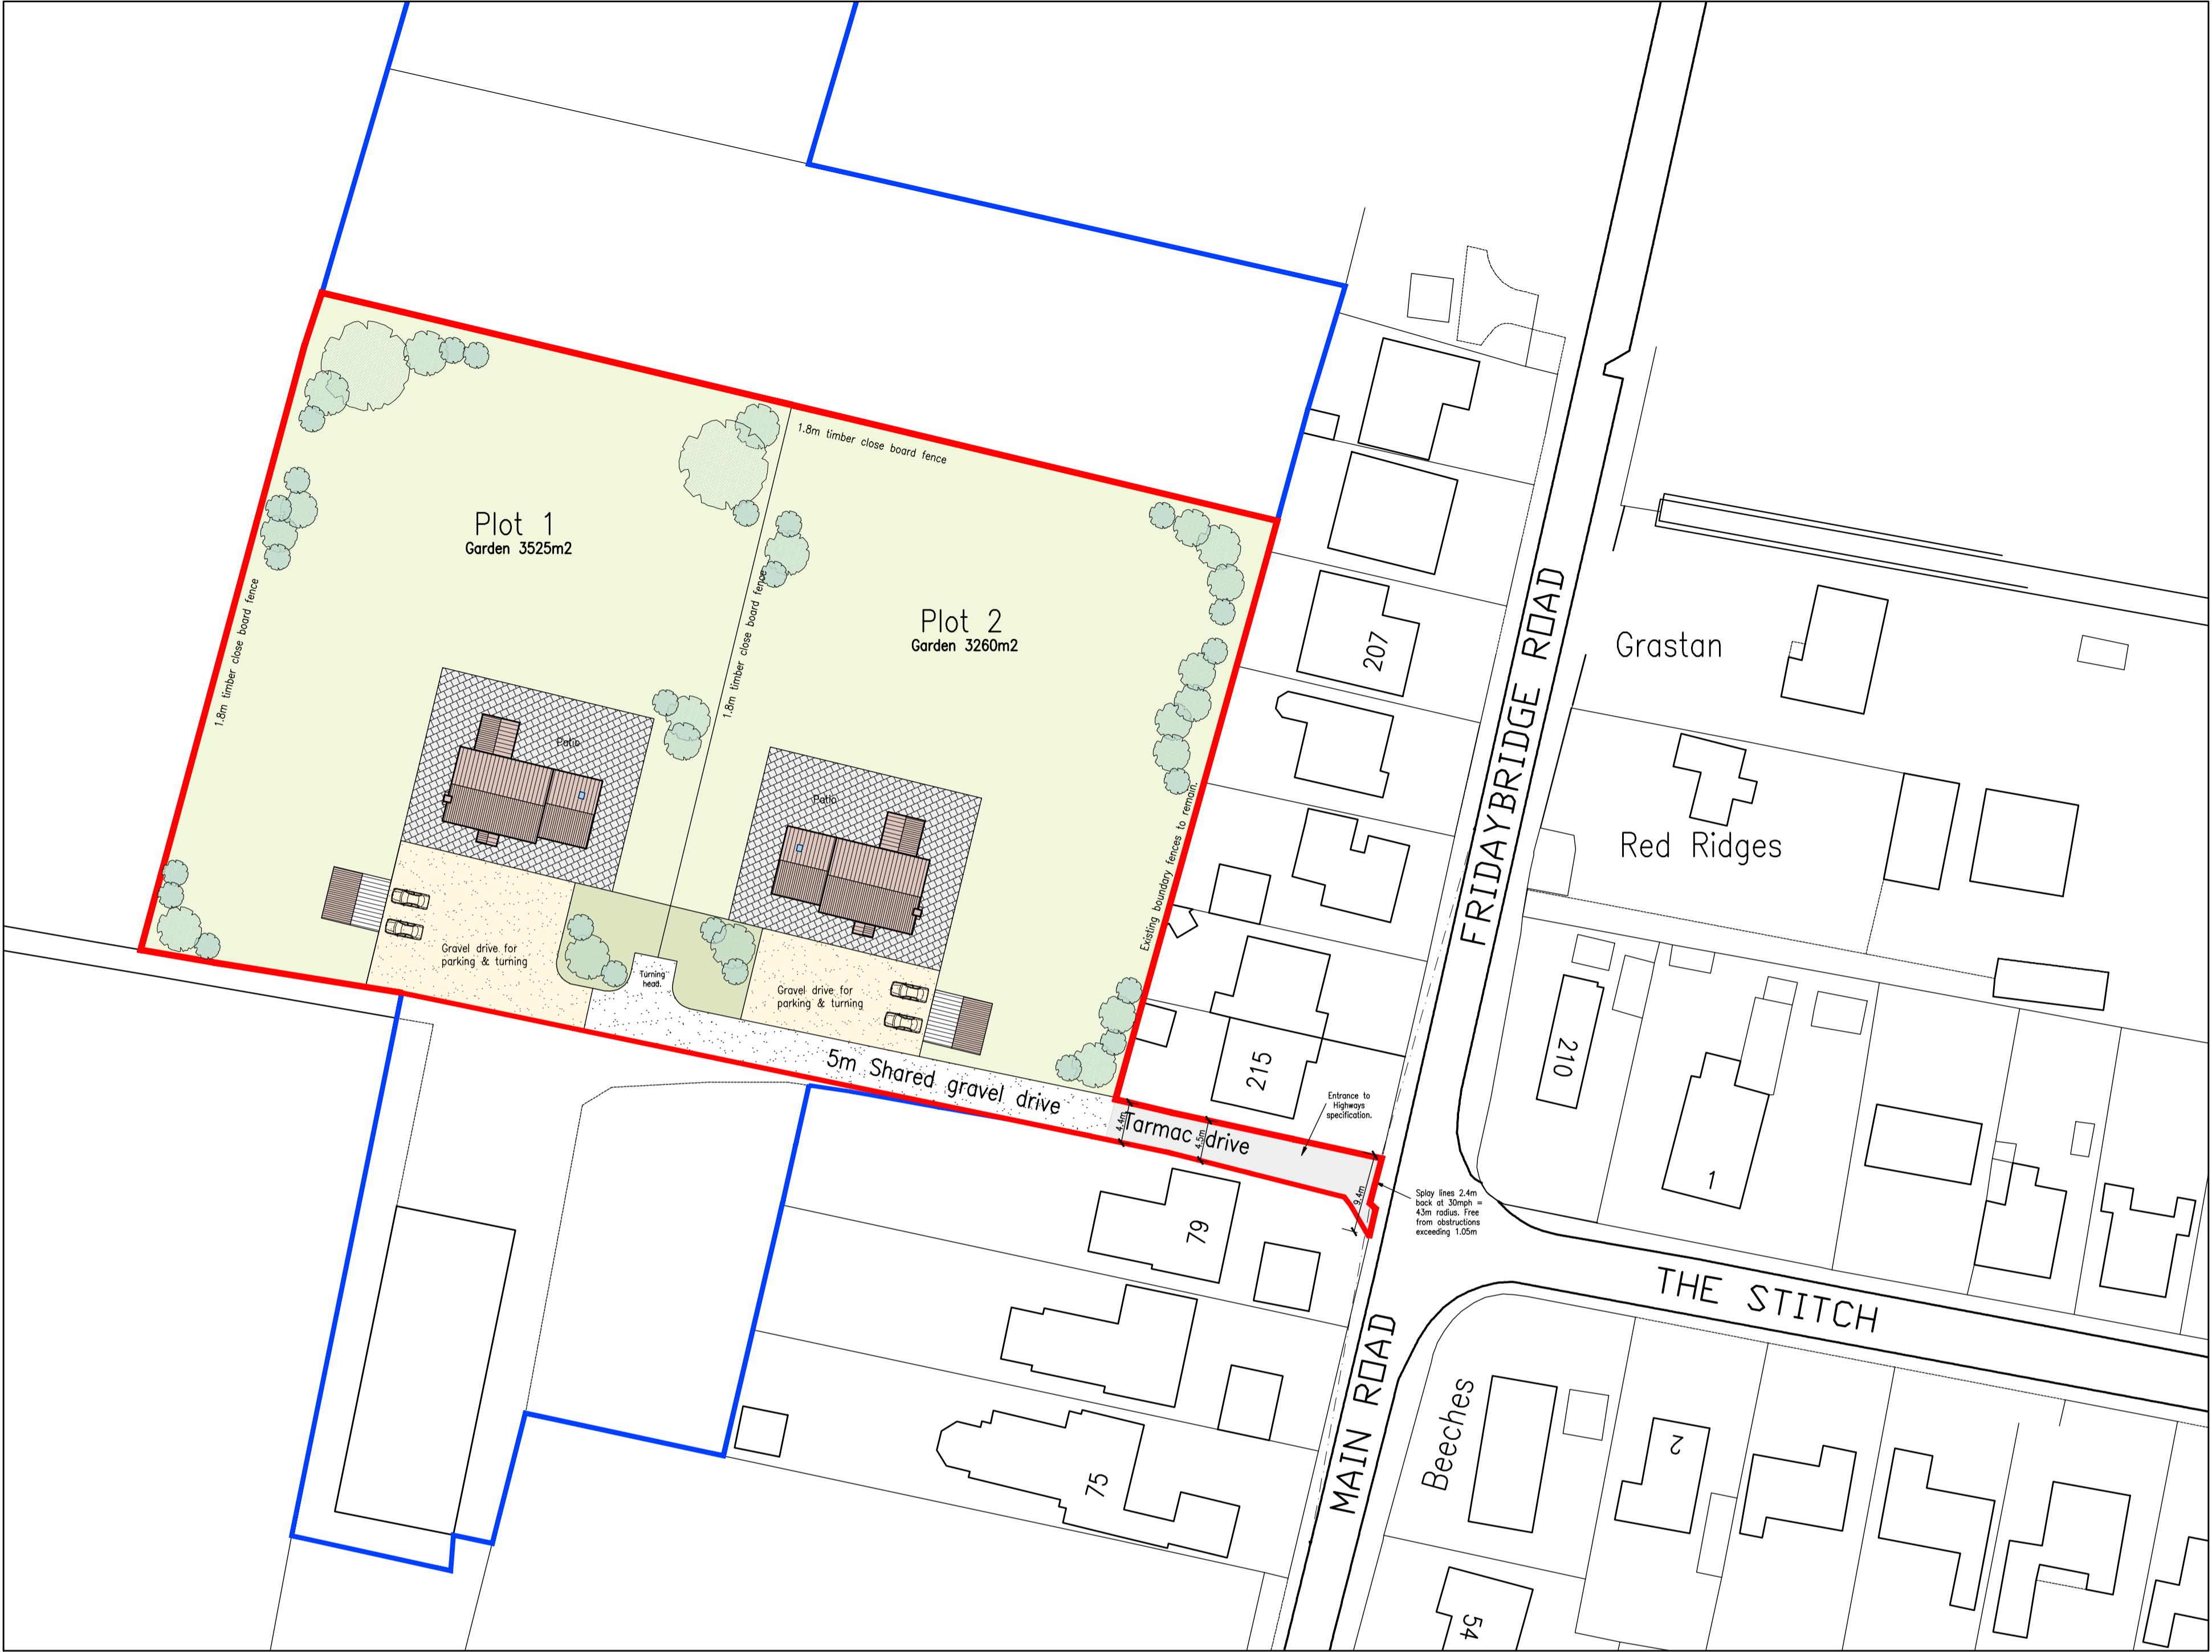 1.8m timber close board fence
Plot 1
Garden 3525m2
Plot 2
Garden 3260m2
1.8m timber close board fence
1.8m timber close board fence
Patio
Patio
Existing boundary fences to remain.
Gravel drive for
parking & turning
Turning
head.
Gravel drive for
parking & turning
5m Shared gravel drive
4.4m
Tarmac drive
4.5m
9.4m
Entrance to
Highways
specification.
Splay lines 2.4m
back at 30mph =
43m radius. Free
from obstructions
exceeding 1.05m
207
215
79
75
FRIDAYBRIDGE ROAD
MAIN ROAD
THE STITCH
Grastan
Red Ridges
210
1
Beeches
2
54